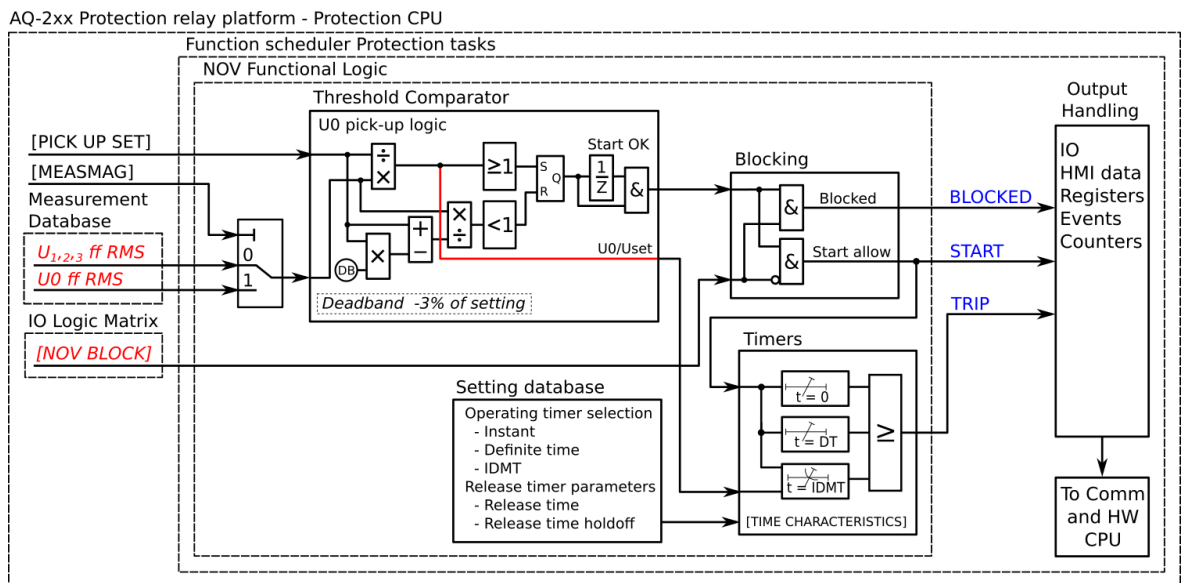 AQ-2xx Protection relay platform - Protection CPU
Function scheduler Protection tasks
NOV Functional Logic
Threshold Comparator
U0 pick-up logic
[PICK UP SET]
[MEASMAG]
Measurement
Database
U1,2,3 ff RMS
U0 ff RMS
IO Logic Matrix
[NOV BLOCK]
0
1
÷
×
≥1
S
Q
R
Start OK
1
Z
&
×
÷
<1
+
−
×
DB
U0/Uset
Deadband -3% of setting
Blocking
&
Blocked
&
Start allow
BLOCKED
START
TRIP
Output
Handling
IO
HMI data
Registers
Events
Counters
To Comm
and HW
CPU
Timers
t = 0
t = DT
t = IDMT
≥
[TIME CHARACTERISTICS]
Setting database
Operating timer selection
- Instant
- Definite time
- IDMT
Release timer parameters
- Release time
- Release time holdoff